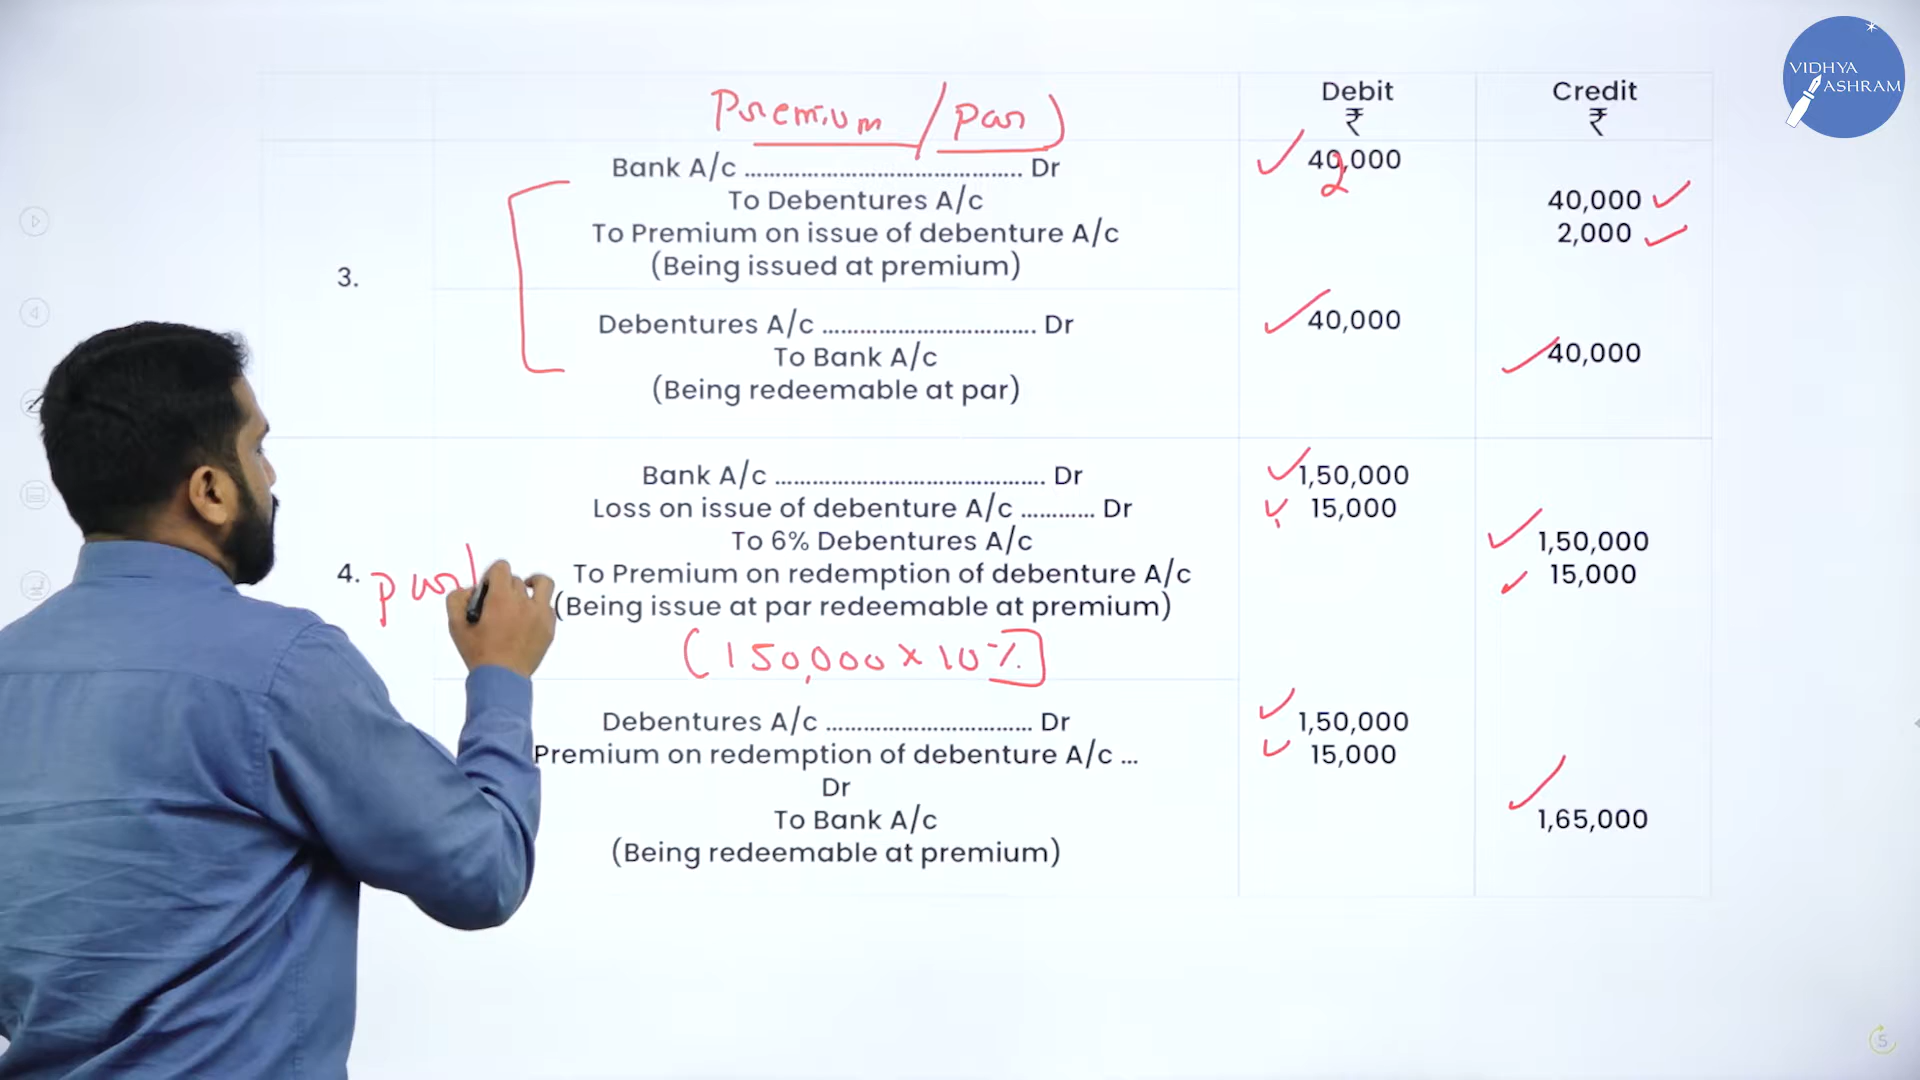 VIDHYA
ASHRAM
Debit
₹
Credit
₹
Premium / Par
Bank A/c ............................................. Dr
40,000
2
To Debentures A/c
40,000
To Premium on issue of debenture A/c
2,000
(Being issued at premium)
3.
Debentures A/c .................................. Dr
40,000
To Bank A/c
40,000
(Being redeemable at par)
Bank A/c ........................................... Dr
1,50,000
Loss on issue of debenture A/c ............ Dr
15,000
To 6% Debentures A/c
1,50,000
4.
par/
To Premium on redemption of debenture A/c
15,000
(Being issue at par redeemable at premium)
(150,000 × 10%]
Debentures A/c ................................. Dr
1,50,000
Premium on redemption of debenture A/c ...
15,000
Dr
To Bank A/c
1,65,000
(Being redeemable at premium)
5